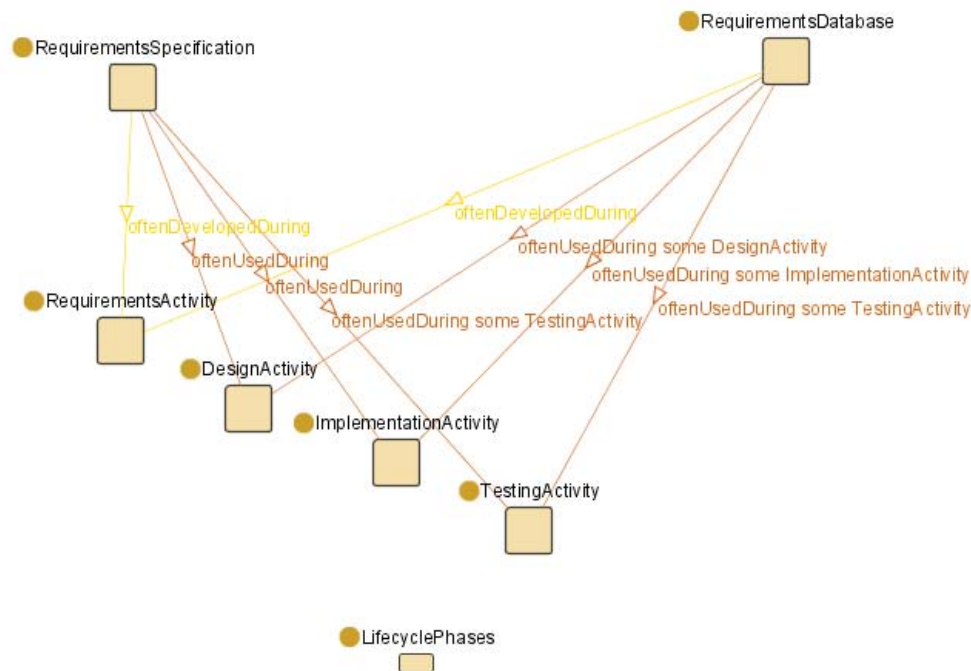 RequirementsDatabase
RequirementsSpecification
oftenDevelopedDuring
oftenDevelopedDuring
oftenUsedDuring some DesignActivity
oftenUsedDuring
oftenUsedDuring some ImplementationActivity
oftenUsedDuring
RequirementsActivity
oftenUsedDuring some TestingActivity
oftenUsedDuring some TestingActivity
DesignActivity
ImplementationActivity
TestingActivity
LifecyclePhases